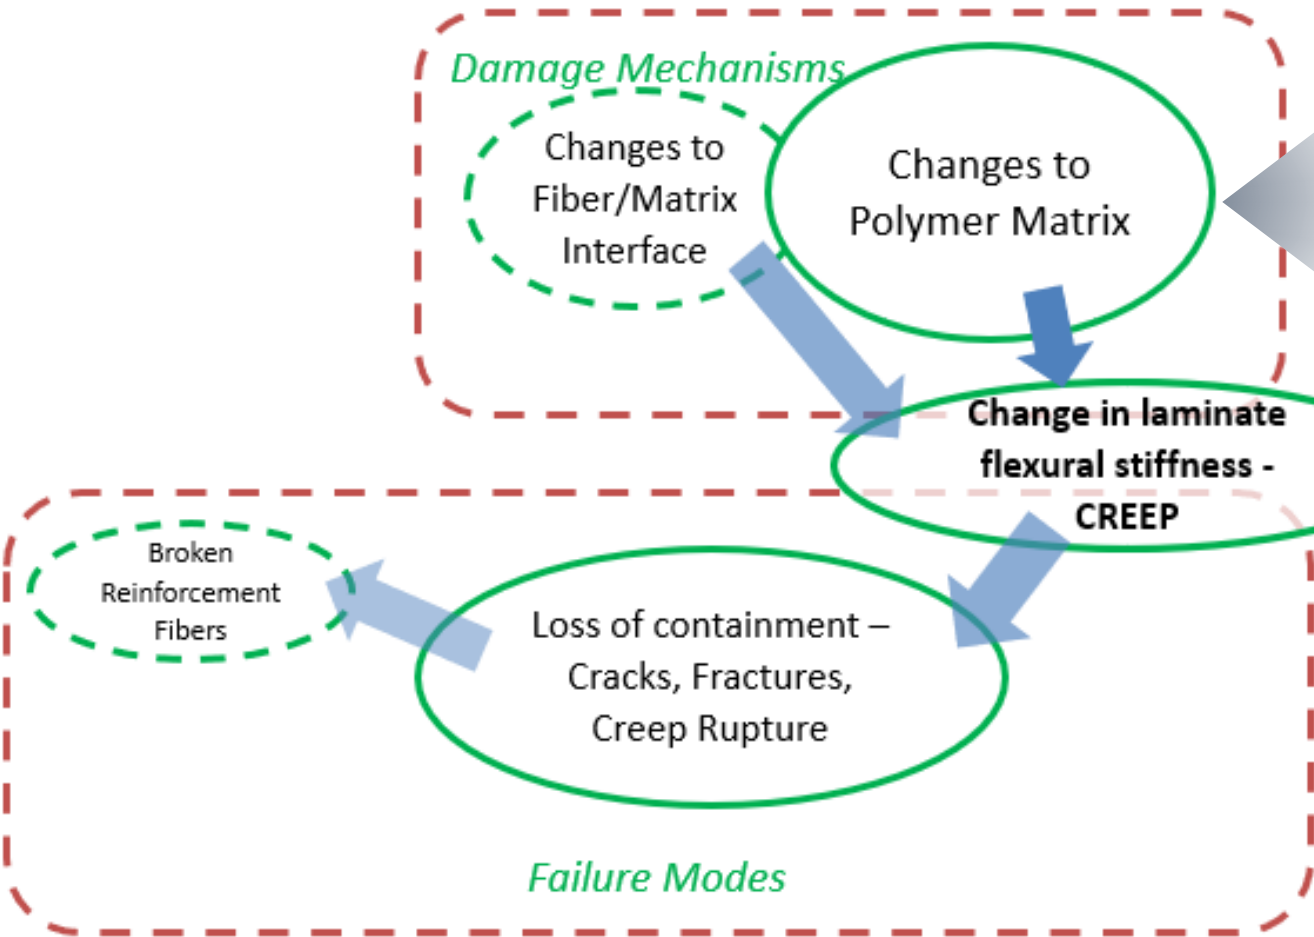 Damage Mechanisms
Changes to
Fiber/Matrix
Interface
Changes to
Polymer Matrix
Change in laminate
flexural stiffness -
CREEP
Broken
Reinforcement
Fibers
Loss of containment –
Cracks, Fractures,
Creep Rupture
Failure Modes